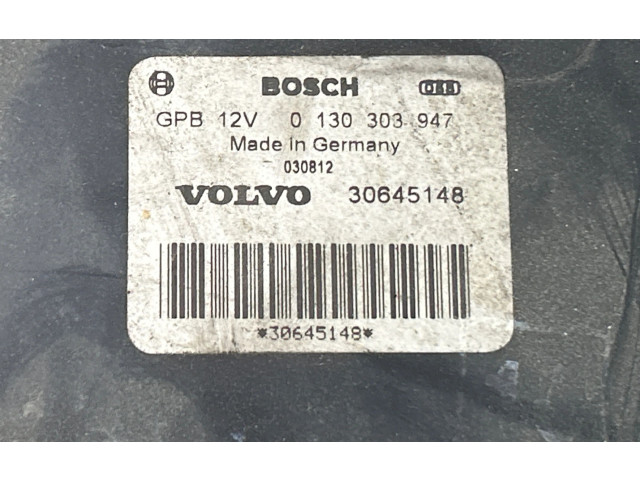 BOSCH
GPB 12V 0 130 303 947
Made in Germany
030812
VOLVO 30645148
*30645148*